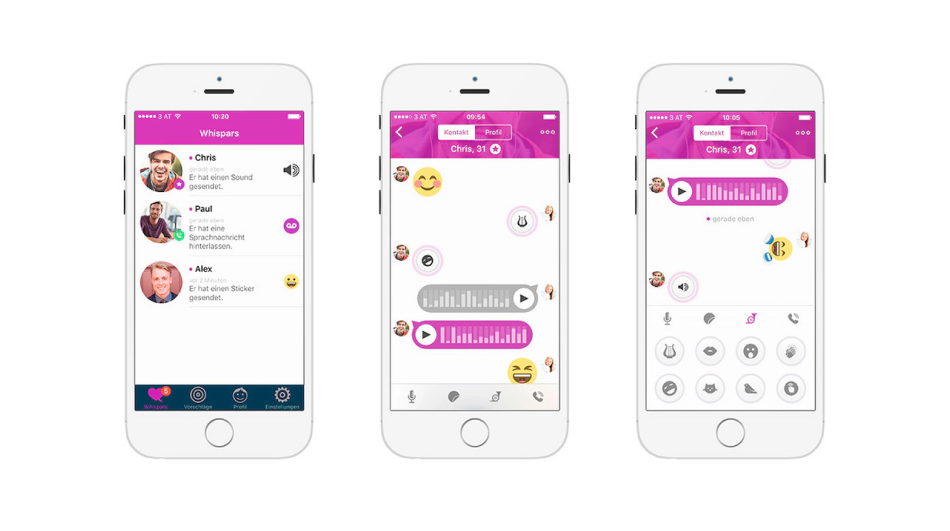 3 AT
10:20
Whispars
Chris
gerade eben
Er hat einen Sound
gesendet.
Paul
gerade eben
Er hat eine
Sprachnachricht
hinterlassen.
Alex
vor 2 Minuten
Er hat einen Sticker
gesendet.
5
Whispars
Vorschläge
Profil
Einstellungen
3 AT
09:54
Kontakt
Profil
Chris, 31
3 AT
10:05
Kontakt
Profil
Chris, 31
gerade eben